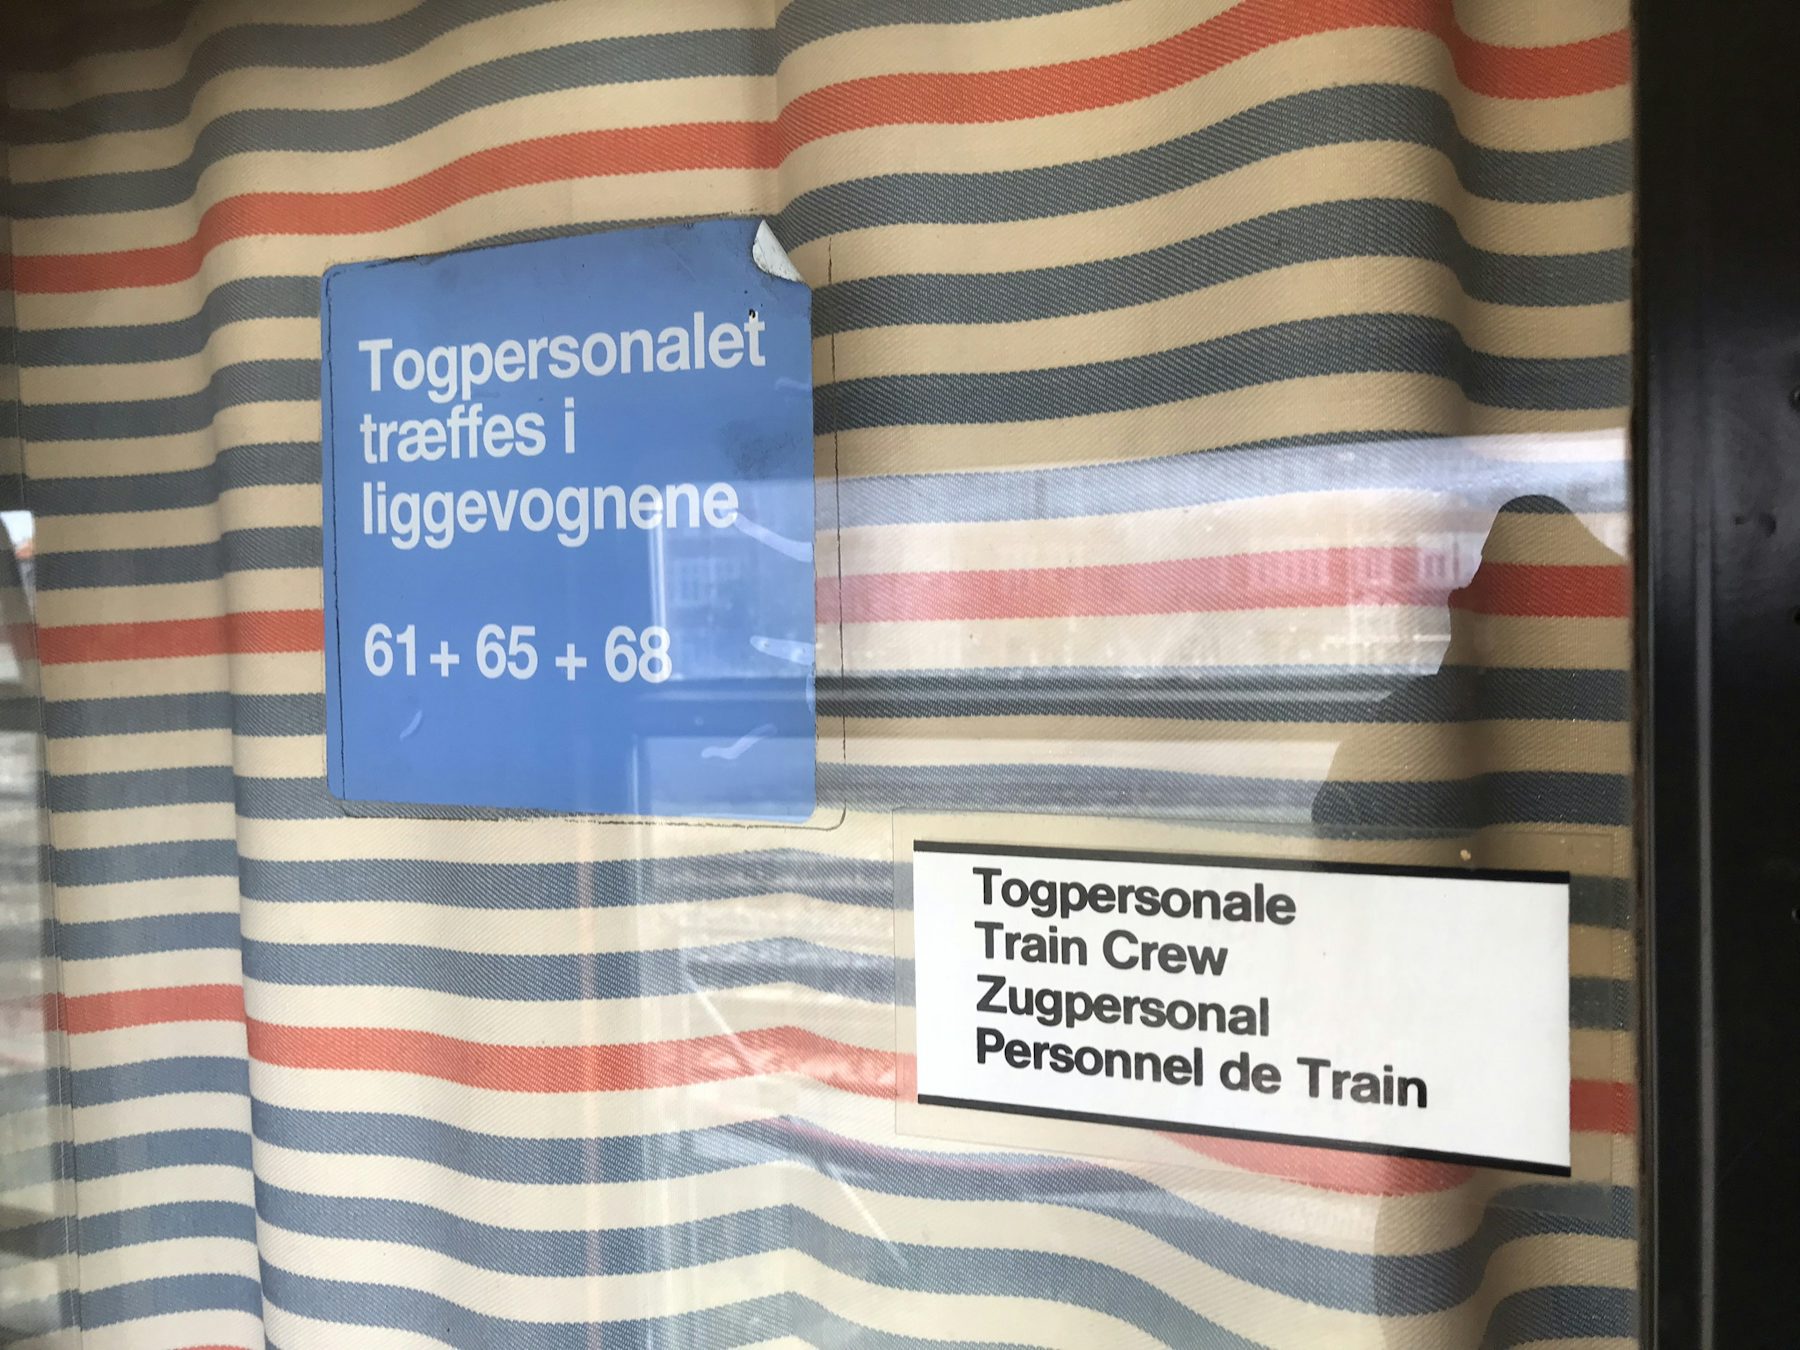 Togpersonalet
træffes i
liggevognene
61 + 65 + 68
Togpersonale
Train Crew
Zugpersonal
Personnel de Train